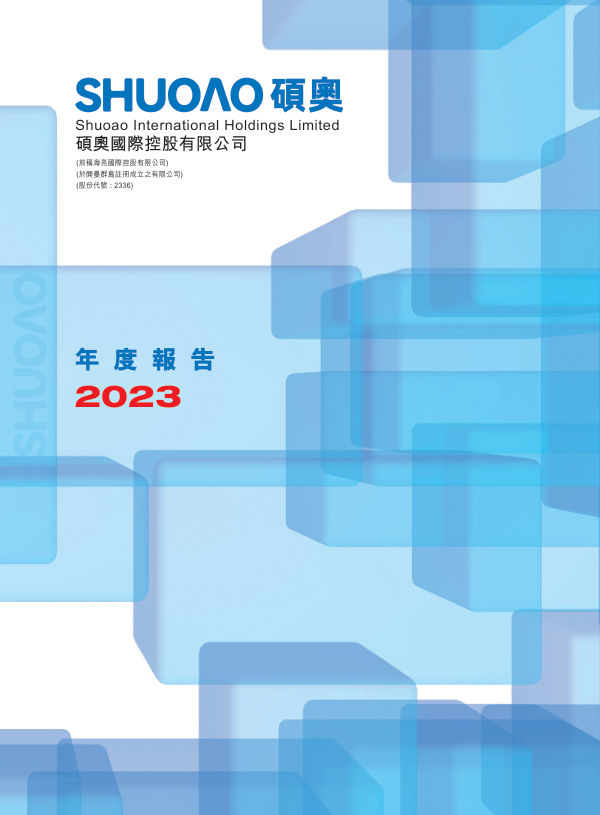 SHUOAO 碩奧
Shuoao International Holdings Limited
碩奧國際控股有限公司
(前稱海亮國際控股有限公司)
(於開曼群島註冊成立之有限公司)
(股份代號：2336)
SHUOAO
年度報告
2023